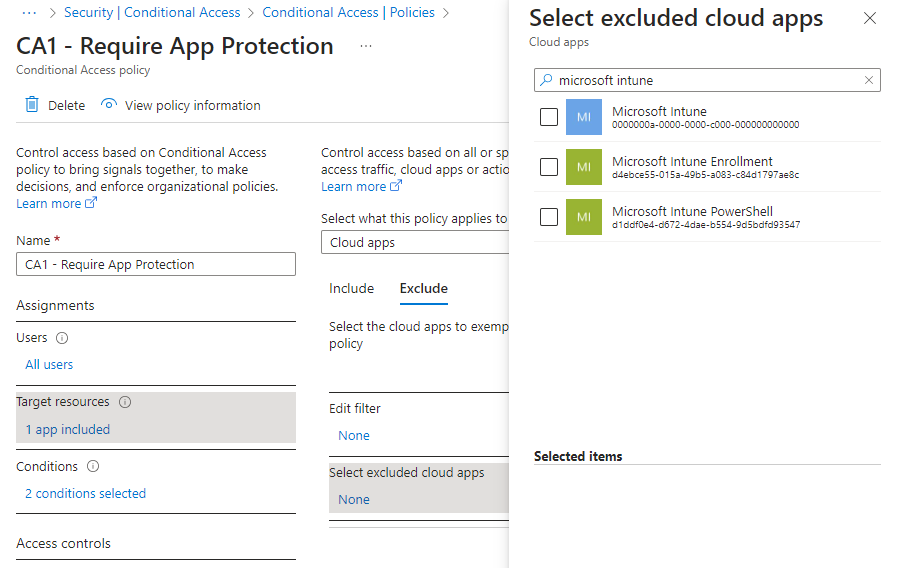 ··· > Security | Conditional Access > Conditional Access | Policies >
CA1 - Require App Protection ...
Conditional Access policy
Delete View policy information
Control access based on Conditional Access
policy to bring signals together, to make
decisions, and enforce organizational policies.
Learn more
Name *
CA1 - Require App Protection
Assignments
Users
All users
Target resources
1 app included
Conditions
2 conditions selected
Access controls
Control access based on all or sp
access traffic, cloud apps or actio
Learn more
Select what this policy applies to
Cloud apps
Include Exclude
Select the cloud apps to exemp
policy
Edit filter
None
Select excluded cloud apps
None
Select excluded cloud apps
Cloud apps
microsoft intune
MI Microsoft Intune
0000000a-0000-0000-c000-000000000000
MI Microsoft Intune Enrollment
d4ebce55-015a-49b5-a083-c84d1797ae8c
MI Microsoft Intune PowerShell
d1ddf0e4-d672-4dae-b554-9d5bdfd93547
Selected items